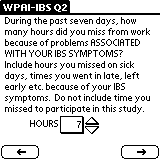 WPAI-IBS Q2
During the past seven days, how
many hours did you miss from work
because of problems ASSOCIATED
WITH YOUR IBS SYMPTOMS?
Include hours you missed on sick
days, times you went in late, left
early etc. because of your IBS
symptoms. Do not include time you
missed to participate in this study.
HOURS 7